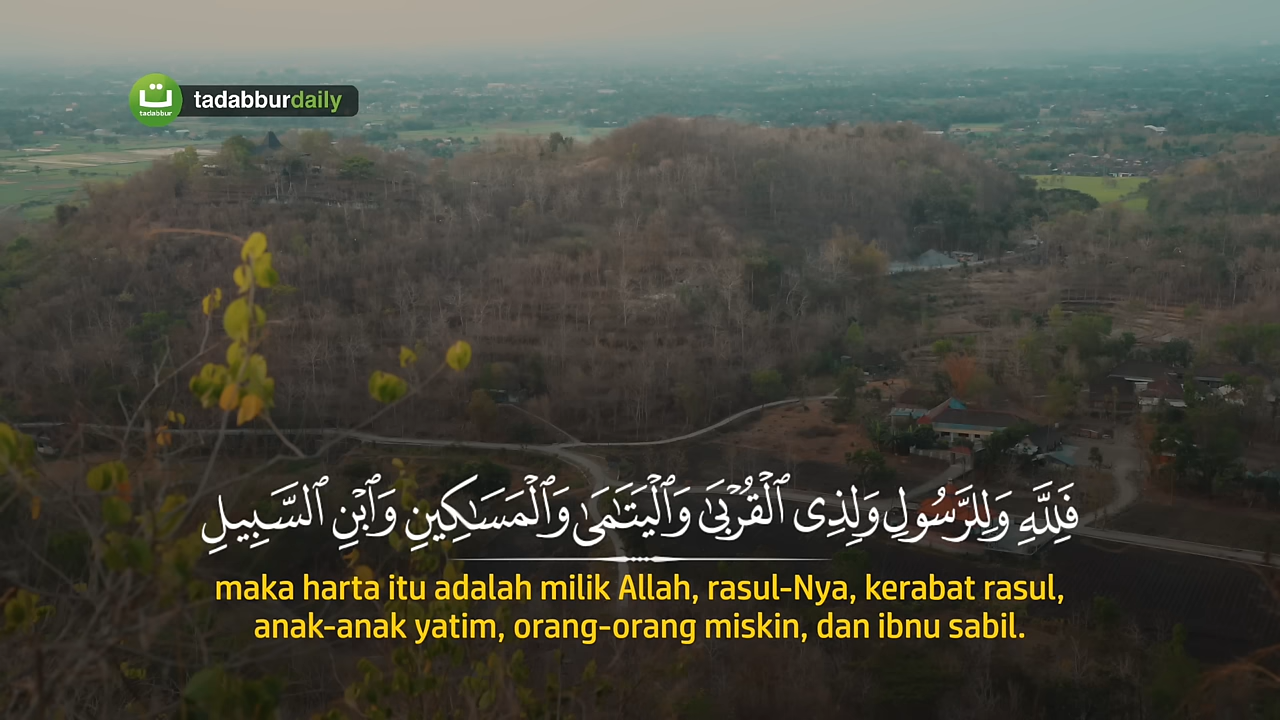 ت
tadabbur
tadabburdaily
فَلِلَّهِ وَلِلرَّسُولِ وَلِذِى ٱلْقُرْبَىٰ وَٱلْيَتَـٰمَىٰ وَٱلْمَسَـٰكِينِ وَٱبْنِ ٱلسَّبِيلِ
maka harta itu adalah milik Allah, rasul-Nya, kerabat rasul,
anak-anak yatim, orang-orang miskin, dan ibnu sabil.